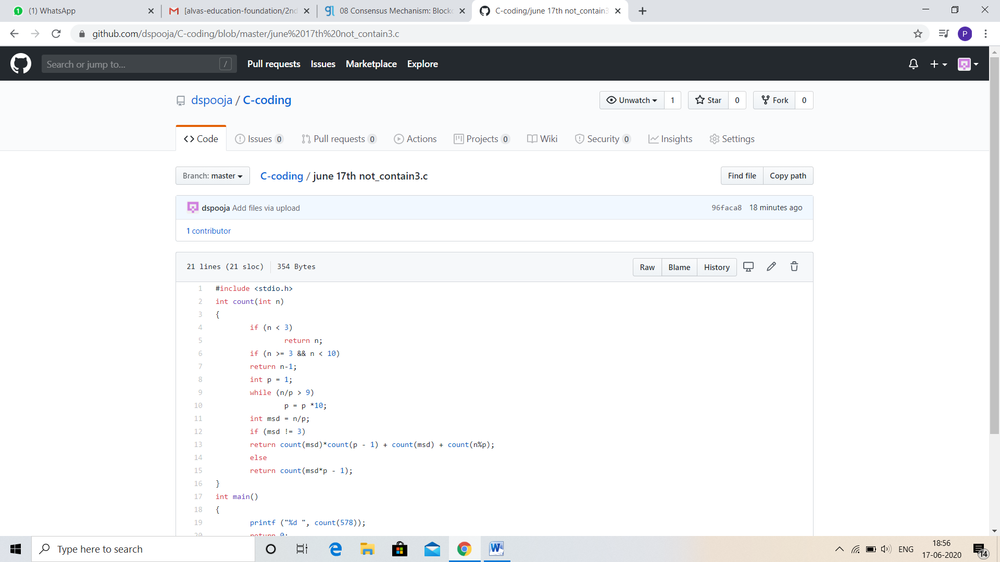 (1) WhatsApp
[alvas-education-foundation/2nd
08 Consensus Mechanism: Blockc
C-coding/june 17th not_contain3
github.com/dspooja/C-coding/blob/master/june%2017th%20not_contain3.c
P
Search or jump to...
/
Pull requests
Issues
Marketplace
Explore
dspooja / C-coding
Unwatch 1
Star 0
Fork 0
Code
Issues 0
Pull requests 0
Actions
Projects 0
Wiki
Security 0
Insights
Settings
Branch: master
C-coding / june 17th not_contain3.c
Find file
Copy path
dspooja Add files via upload
96faca8 18 minutes ago
1 contributor
21 lines (21 sloc) 354 Bytes
Raw
Blame
History
1 #include <stdio.h>
2 int count(int n)
3 {
4 if (n < 3)
5 return n;
6 if (n >= 3 && n < 10)
7 return n-1;
8 int p = 1;
9 while (n/p > 9)
10 p = p *10;
11 int msd = n/p;
12 if (msd != 3)
13 return count(msd)*count(p - 1) + count(msd) + count(n%p);
14 else
15 return count(msd*p - 1);
16 }
17 int main()
18 {
19 printf ("%d ", count(578));
20 return 0;
Type here to search
ENG
18:56
17-06-2020
14